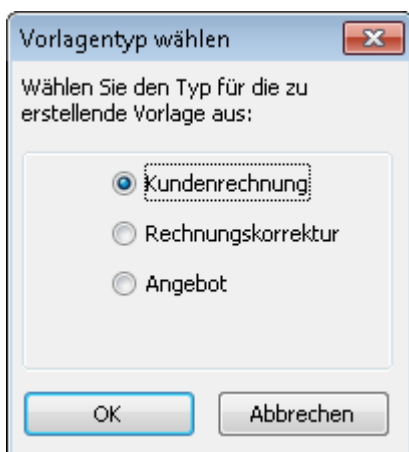 Vorlagentyp wählen
Wählen Sie den Typ für die zu
erstellende Vorlage aus:
Kundenrechnung
Rechnungskorrektur
Angebot
OK Abbrechen